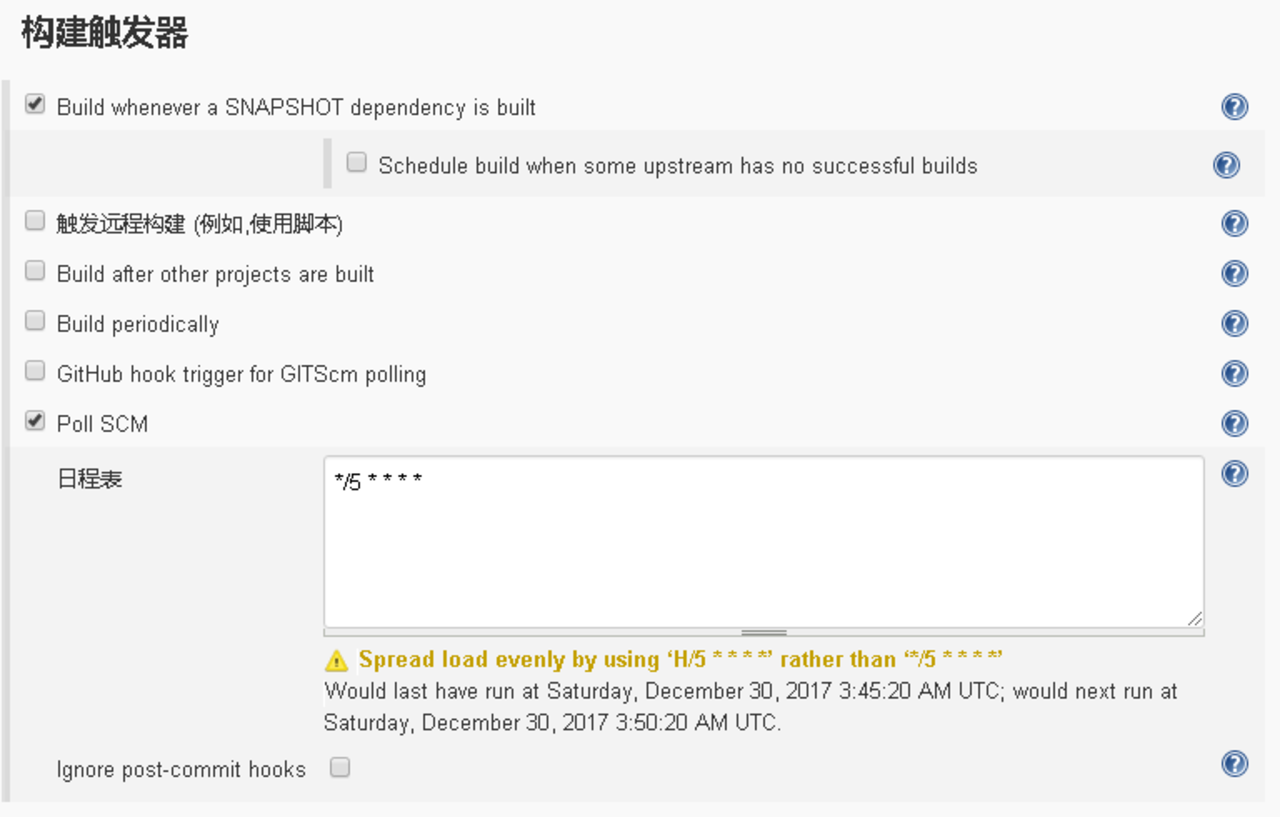 构建触发器
Build whenever a SNAPSHOT dependency is built
Schedule build when some upstream has no successful builds
触发远程构建 (例如,使用脚本)
Build after other projects are built
Build periodically
GitHub hook trigger for GITScm polling
Poll SCM
日程表
*/5 * * * *
Spread load evenly by using ‘H/5 * * * *’ rather than ‘*/5 * * * *’
Would last have run at Saturday, December 30, 2017 3:45:20 AM UTC; would next run at
Saturday, December 30, 2017 3:50:20 AM UTC.
Ignore post-commit hooks